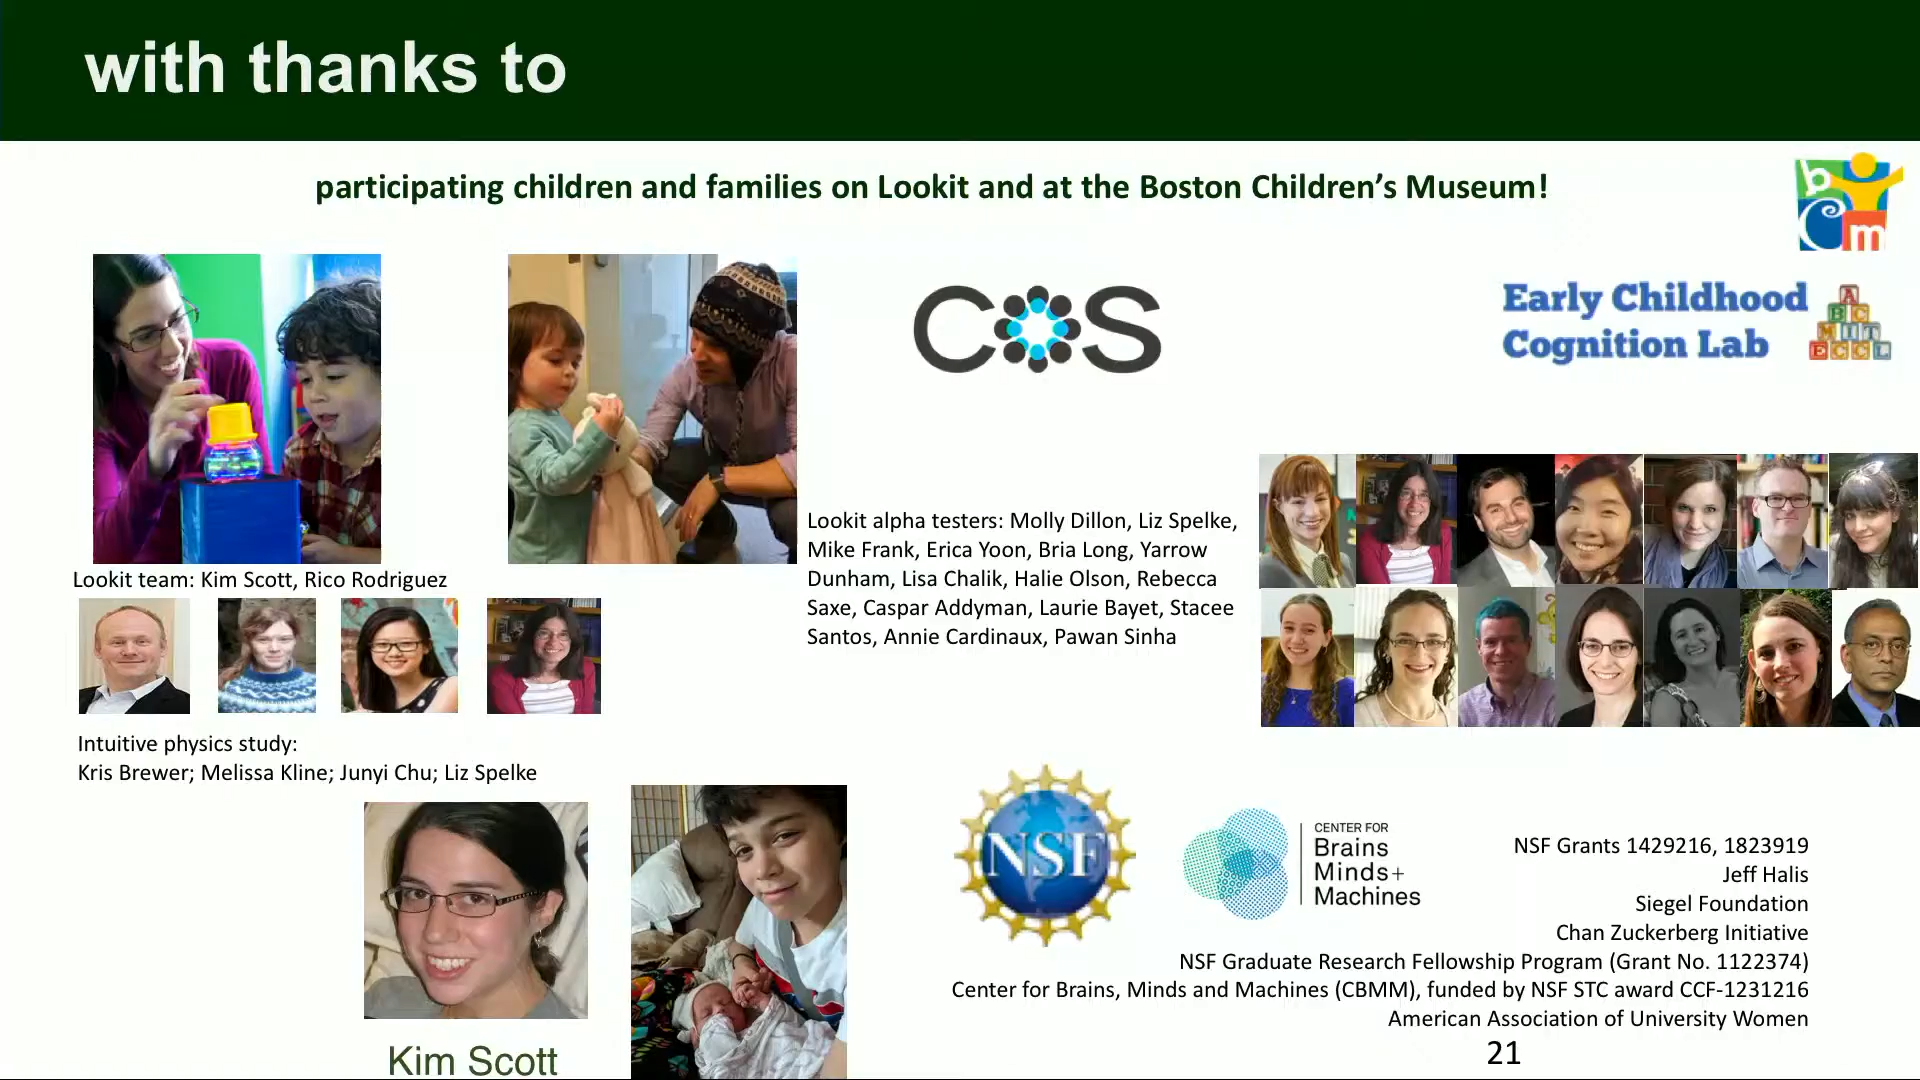 with thanks to
participating children and families on Lookit and at the Boston Children's Museum!
b
C m
COS
Early Childhood
Cognition Lab
A
B C
M I T
E C C L
Lookit team: Kim Scott, Rico Rodriguez
Lookit alpha testers: Molly Dillon, Liz Spelke,
Mike Frank, Erica Yoon, Bria Long, Yarrow
Dunham, Lisa Chalik, Halie Olson, Rebecca
Saxe, Caspar Addyman, Laurie Bayet, Stacee
Santos, Annie Cardinaux, Pawan Sinha
Intuitive physics study:
Kris Brewer; Melissa Kline; Junyi Chu; Liz Spelke
Kim Scott
NSF
CENTER FOR
Brains
Minds+
Machines
NSF Grants 1429216, 1823919
Jeff Halis
Siegel Foundation
Chan Zuckerberg Initiative
NSF Graduate Research Fellowship Program (Grant No. 1122374)
Center for Brains, Minds and Machines (CBMM), funded by NSF STC award CCF-1231216
American Association of University Women
21